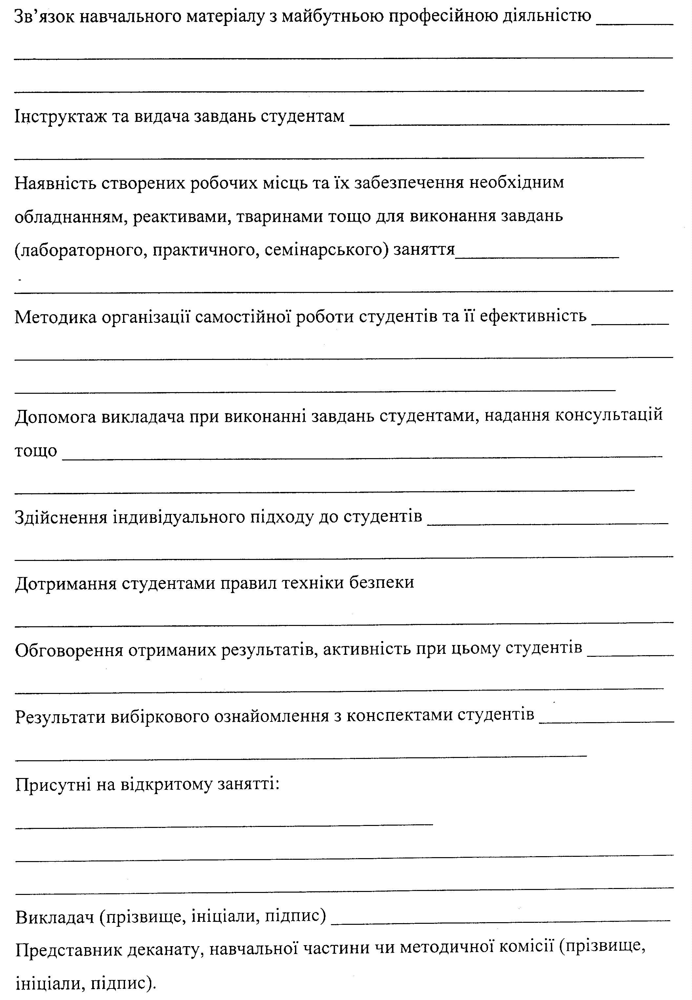 Зв’язок навчального матеріалу з майбутньою професійною діяльністю
Інструктаж та видача завдань студентам
Наявність створених робочих місць та їх забезпечення необхідним
обладнанням, реактивами, тваринами тощо для виконання завдань
(лабораторного, практичного, семінарського) заняття
Методика організації самостійної роботи студентів та її ефективність
Допомога викладача при виконанні завдань студентами, надання консультацій
тощо
Здійснення індивідуального підходу до студентів
Дотримання студентами правил техніки безпеки
Обговорення отриманих результатів, активність при цьому студентів
Результати вибіркового ознайомлення з конспектами студентів
Присутні на відкритому занятті:
Викладач (прізвище, ініціали, підпис)
Представник деканату, навчальної частини чи методичної комісії (прізвище,
ініціали, підпис).